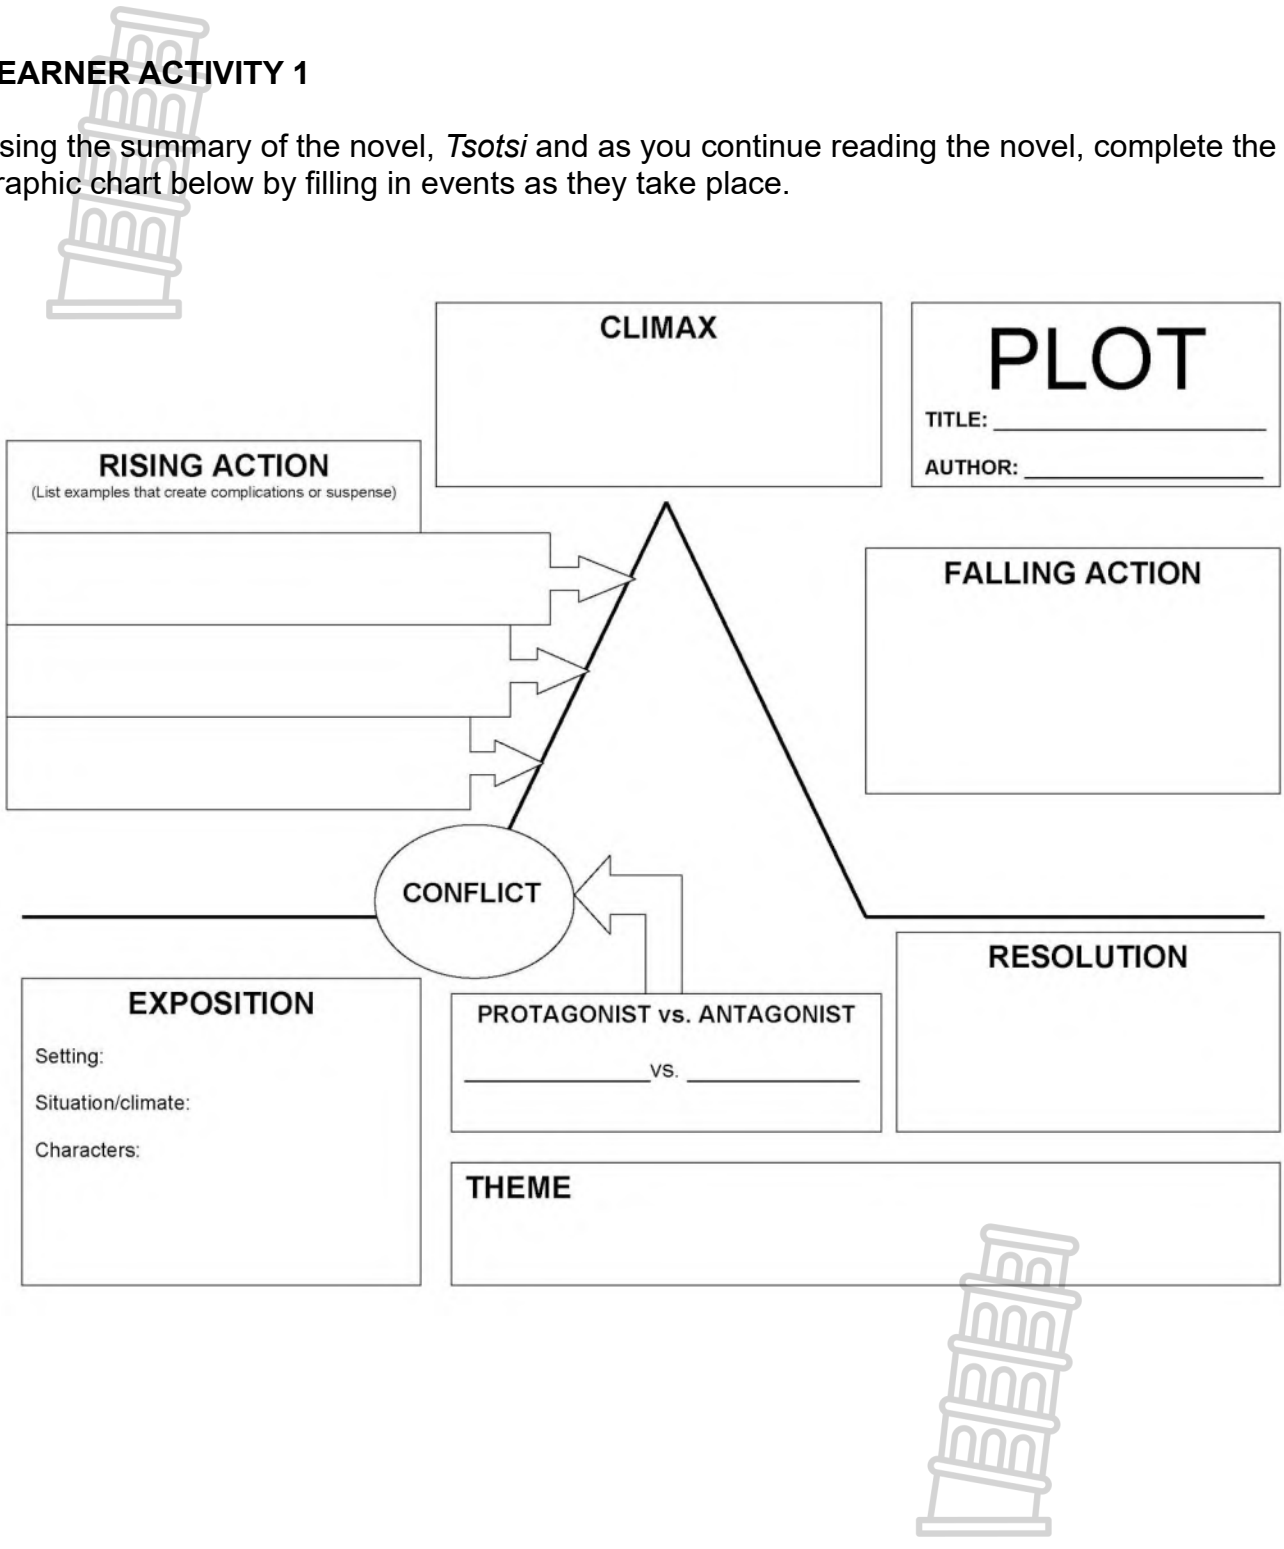 EARNER ACTIVITY 1
sing the summary of the novel, Tsotsi and as you continue reading the novel, complete the
raphic chart below by filling in events as they take place.
CLIMAX
PLOT
TITLE:
AUTHOR:
RISING ACTION
(List examples that create complications or suspense)
FALLING ACTION
CONFLICT
RESOLUTION
EXPOSITION
Setting:
Situation/climate:
Characters:
PROTAGONIST vs. ANTAGONIST
vs.
THEME